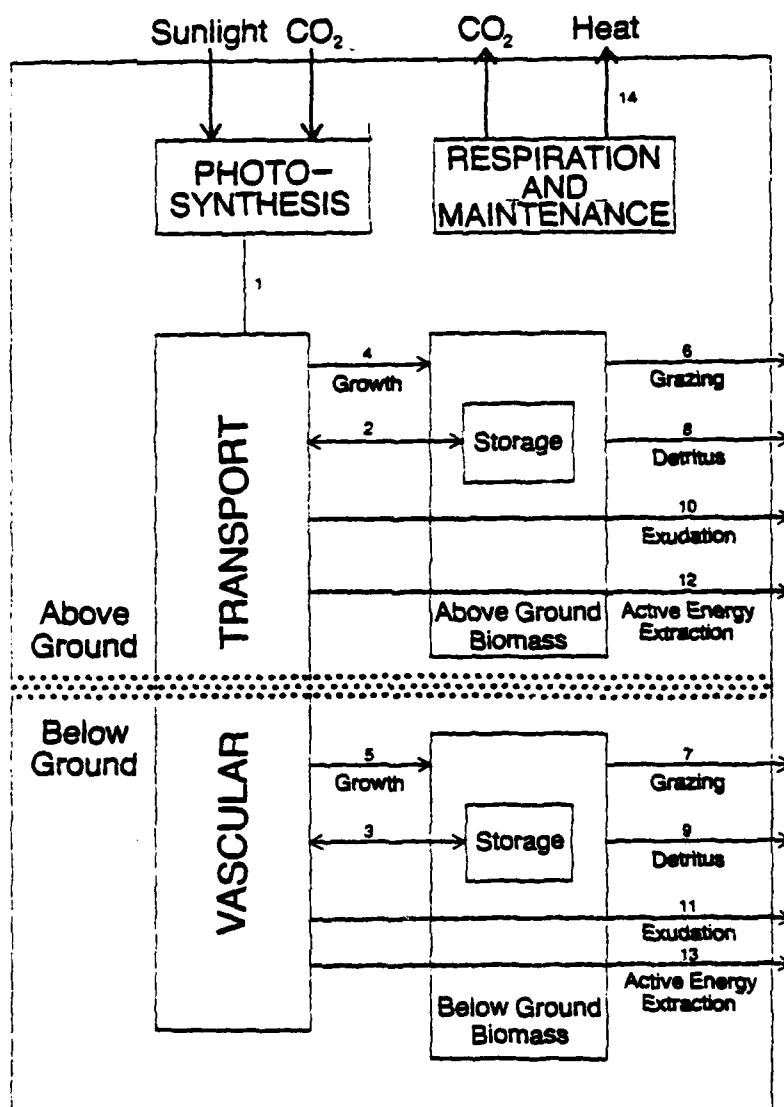 Sunlight CO₂ CO₂ Heat
14
PHOTO-
SYNTHESIS
RESPIRATION
AND
MAINTENANCE
1
VASCULAR TRANSPORT
4
Growth
6
Grazing
2
Storage
8
Detritus
10
Exudation
12
Active Energy
Extraction
Above Ground
Biomass
Above
Ground
Below
Ground
5
Growth
7
Grazing
3
Storage
9
Detritus
11
Exudation
13
Active Energy
Extraction
Below Ground
Biomass